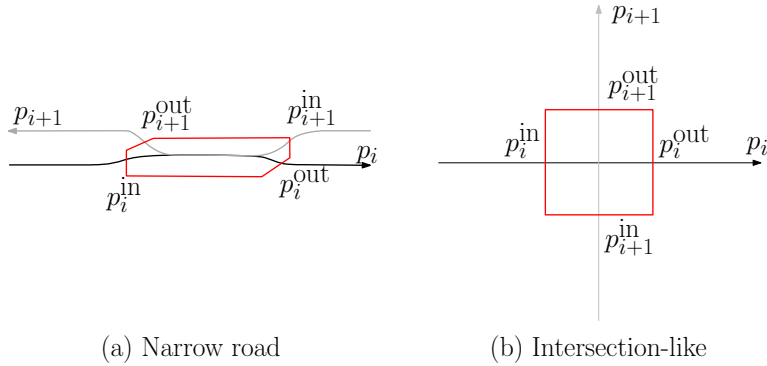 p_{i+1}
p_{i+1}^{out}
p_{i+1}^{in}
p_i
p_i^{in}
p_i^{out}
(a) Narrow road
p_{i+1}
p_{i+1}^{out}
p_i^{in}
p_i^{out}
p_i
p_{i+1}^{in}
(b) Intersection-like